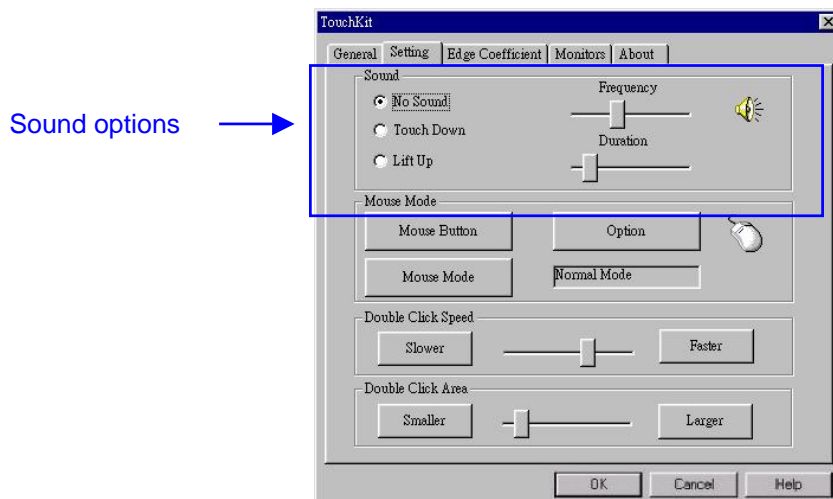 TouchKit
General Setting Edge Coefficient Monitors About
Sound
No Sound
Touch Down
Lift Up
Frequency
Duration
Sound options
Mouse Mode
Mouse Button Option
Mouse Mode Normal Mode
Double Click Speed
Slower Faster
Double Click Area
Smaller Larger
OK Cancel Help